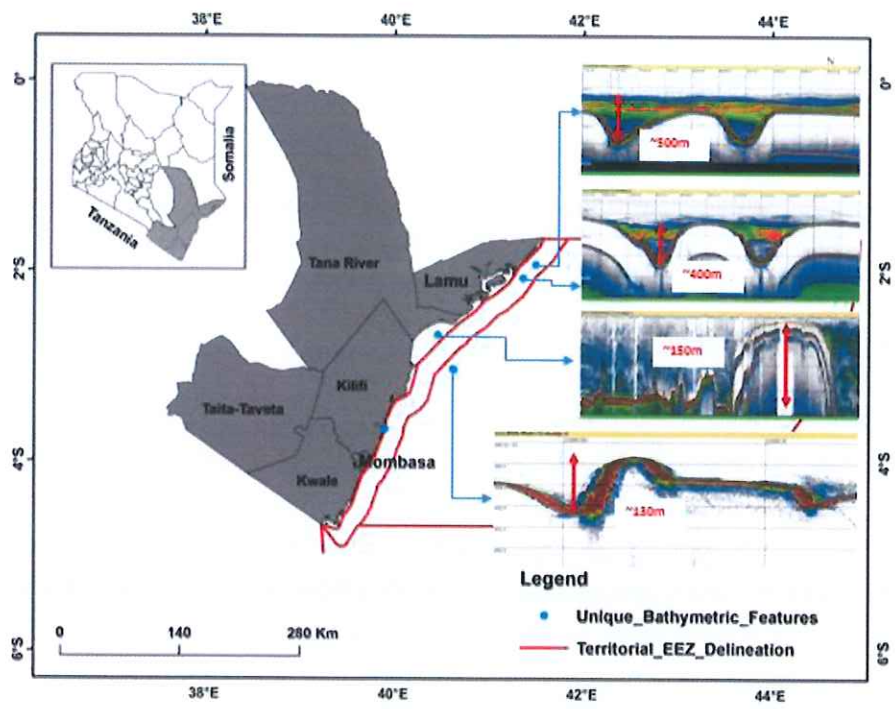 38°E 40°E 42°E 44°E
0°
0°
N
Somalia
Tanzania
~500m
Tana River
Lamu
2°S
2°S
~400m
~150m
Kilifi
Taita-Taveta
4°S
4°S
Mombasa
Kwale
~130m
Legend
Unique_Bathymetric_Features
Territorial_EEZ_Delineation
0 140 280 Km
6°S
6°S
38°E 40°E 42°E 44°E